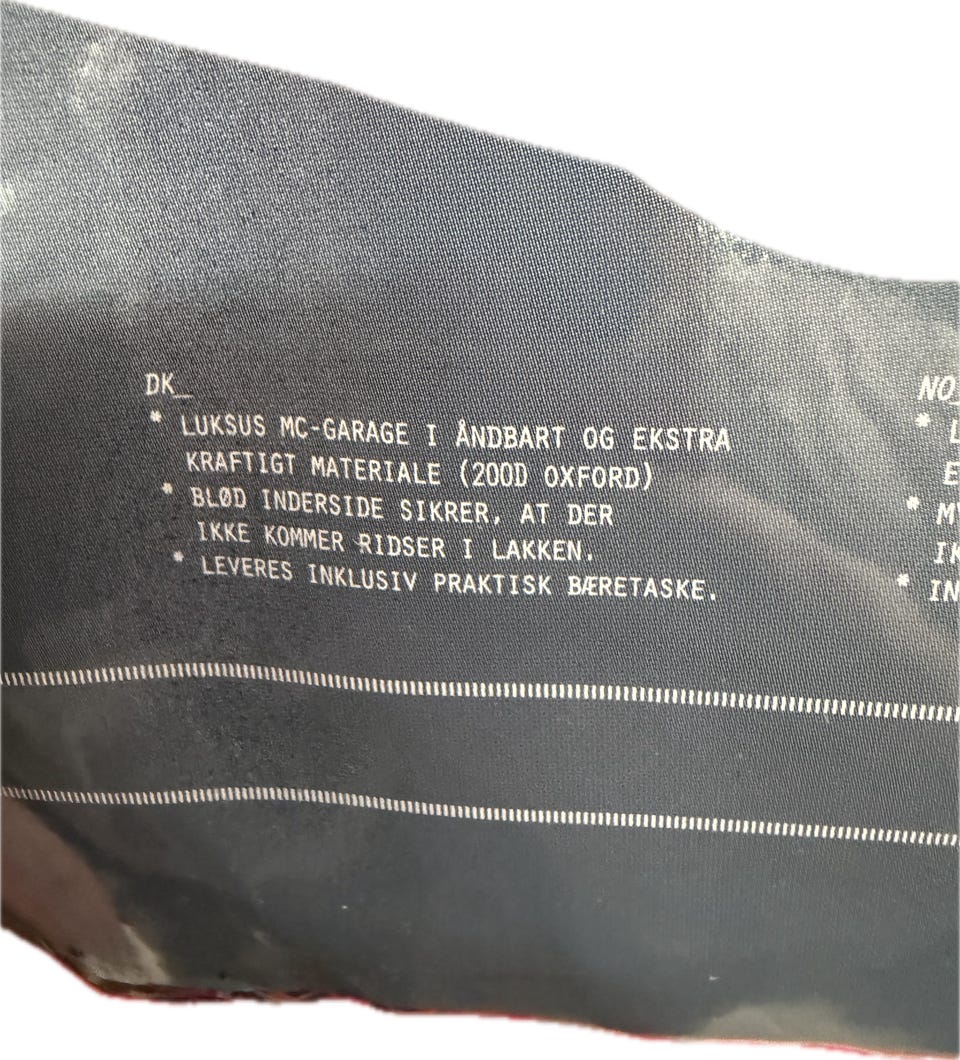 DK_
* LUKSUS MC-GARAGE I ÅNDBART OG EKSTRA
KRAFTIGT MATERIALE (200D OXFORD)
* BLØD INDERSIDE SIKRER, AT DER
IKKE KOMMER RIDSER I LAKKEN.
* LEVERES INKLUSIV PRAKTISK BÆRETASKE.
NO_
*
*
*